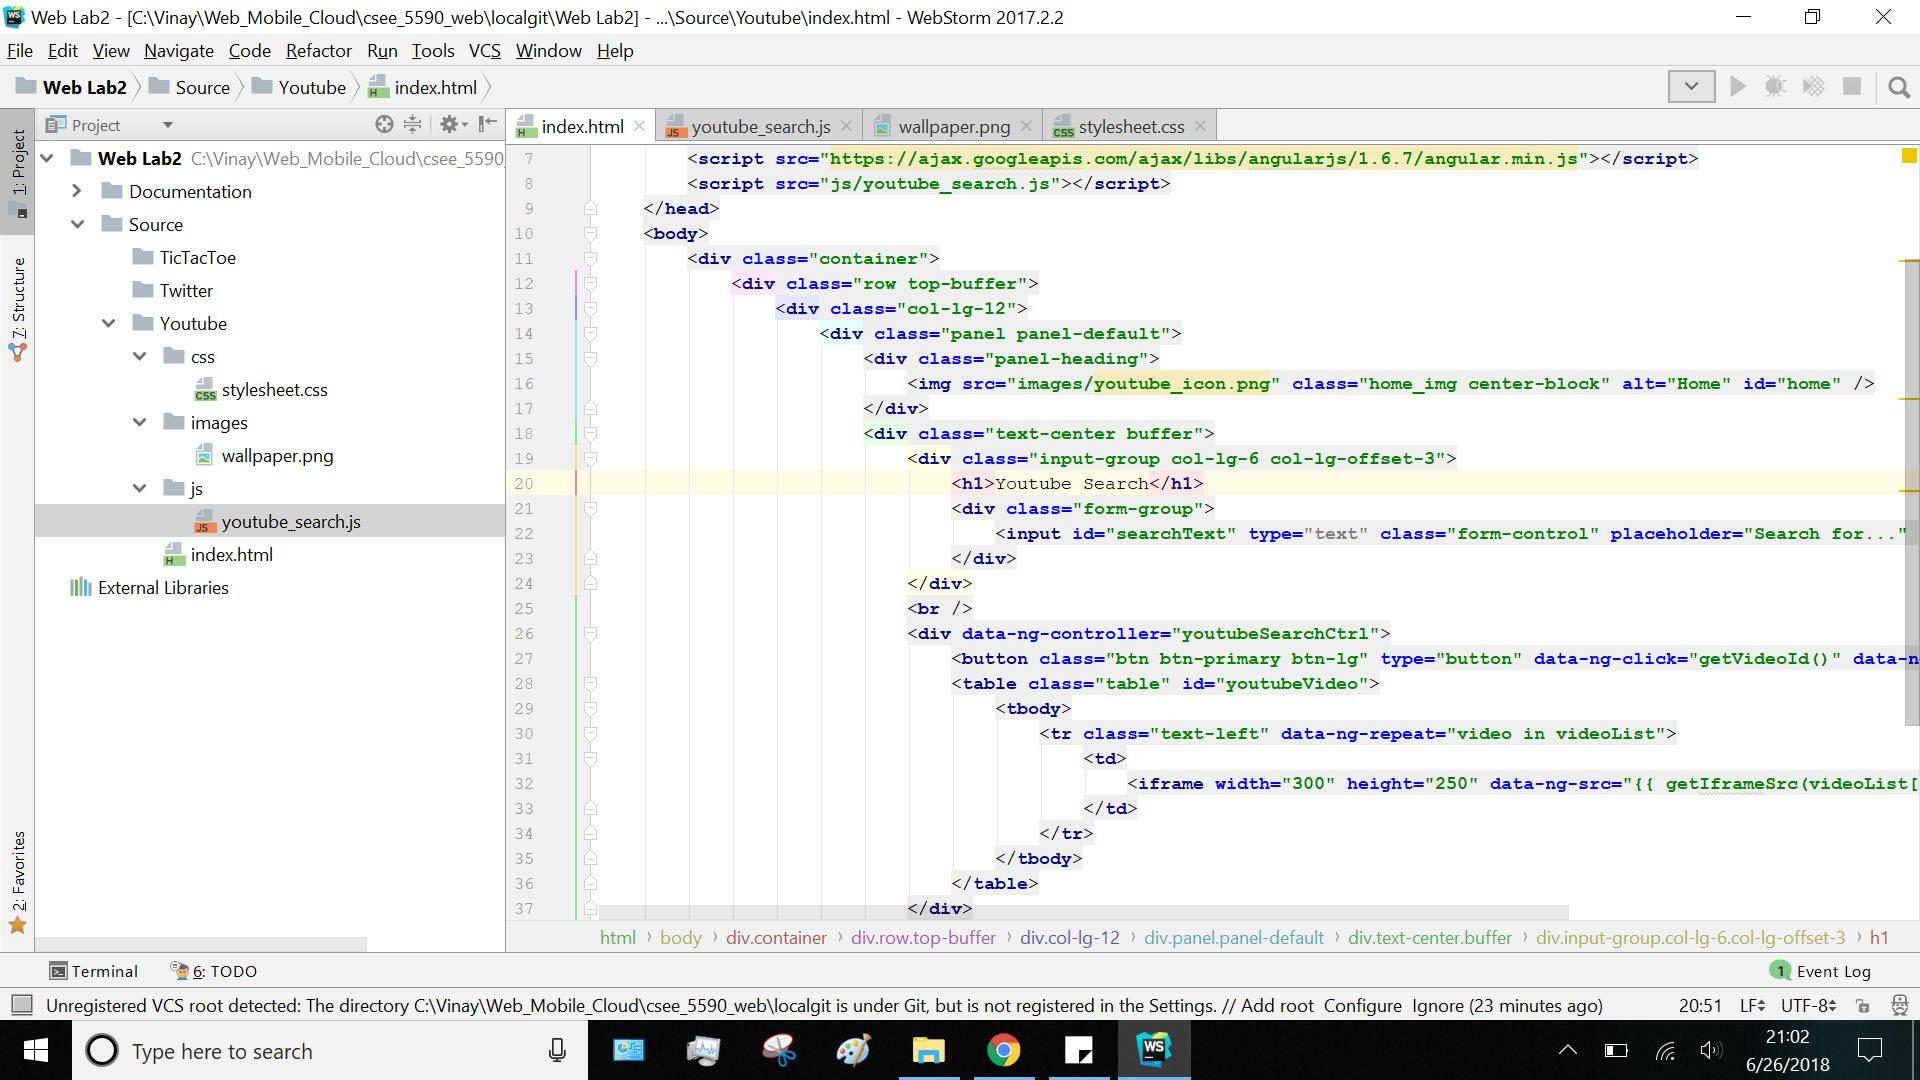 Web Lab2 - [C:\Vinay\Web_Mobile_Cloud\csee_5590_web\localgit\Web Lab2] - ...\Source\Youtube\index.html - WebStorm 2017.2.2
File Edit View Navigate Code Refactor Run Tools VCS Window Help
Web Lab2 Source Youtube index.html
Project
index.html youtube_search.js wallpaper.png stylesheet.css
1: Project
7: Structure
2: Favorites
Web Lab2 C:\Vinay\Web_Mobile_Cloud\csee_5590
Documentation
Source
TicTacToe
Twitter
Youtube
css
stylesheet.css
images
wallpaper.png
js
youtube_search.js
index.html
External Libraries
7 <script src="https://ajax.googleapis.com/ajax/libs/angularjs/1.6.7/angular.min.js"></script>
8 <script src="js/youtube_search.js"></script>
9 </head>
10 <body>
11 <div class="container">
12 <div class="row top-buffer">
13 <div class="col-lg-12">
14 <div class="panel panel-default">
15 <div class="panel-heading">
16 <img src="images/youtube_icon.png" class="home_img center-block" alt="Home" id="home" />
17 </div>
18 <div class="text-center buffer">
19 <div class="input-group col-lg-6 col-lg-offset-3">
20 <h1>Youtube Search</h1>
21 <div class="form-group">
22 <input id="searchText" type="text" class="form-control" placeholder="Search for..."
23 </div>
24 </div>
25 <br />
26 <div data-ng-controller="youtubeSearchCtrl">
27 <button class="btn btn-primary btn-lg" type="button" data-ng-click="getVideoId()" data-n
28 <table class="table" id="youtubeVideo">
29 <tbody>
30 <tr class="text-left" data-ng-repeat="video in videoList">
31 <td>
32 <iframe width="300" height="250" data-ng-src="{{ getIframeSrc(videoList[
33 </td>
34 </tr>
35 </tbody>
36 </table>
37 </div>
html body div.container div.row.top-buffer div.col-lg-12 div.panel.panel-default div.text-center.buffer div.input-group.col-lg-6.col-lg-offset-3 h1
Terminal 6: TODO 1 Event Log
Unregistered VCS root detected: The directory C:\Vinay\Web_Mobile_Cloud\csee_5590_web\localgit is under Git, but is not registered in the Settings. // Add root Configure Ignore (23 minutes ago) 20:51 LF UTF-8
Type here to search
21:02
6/26/2018